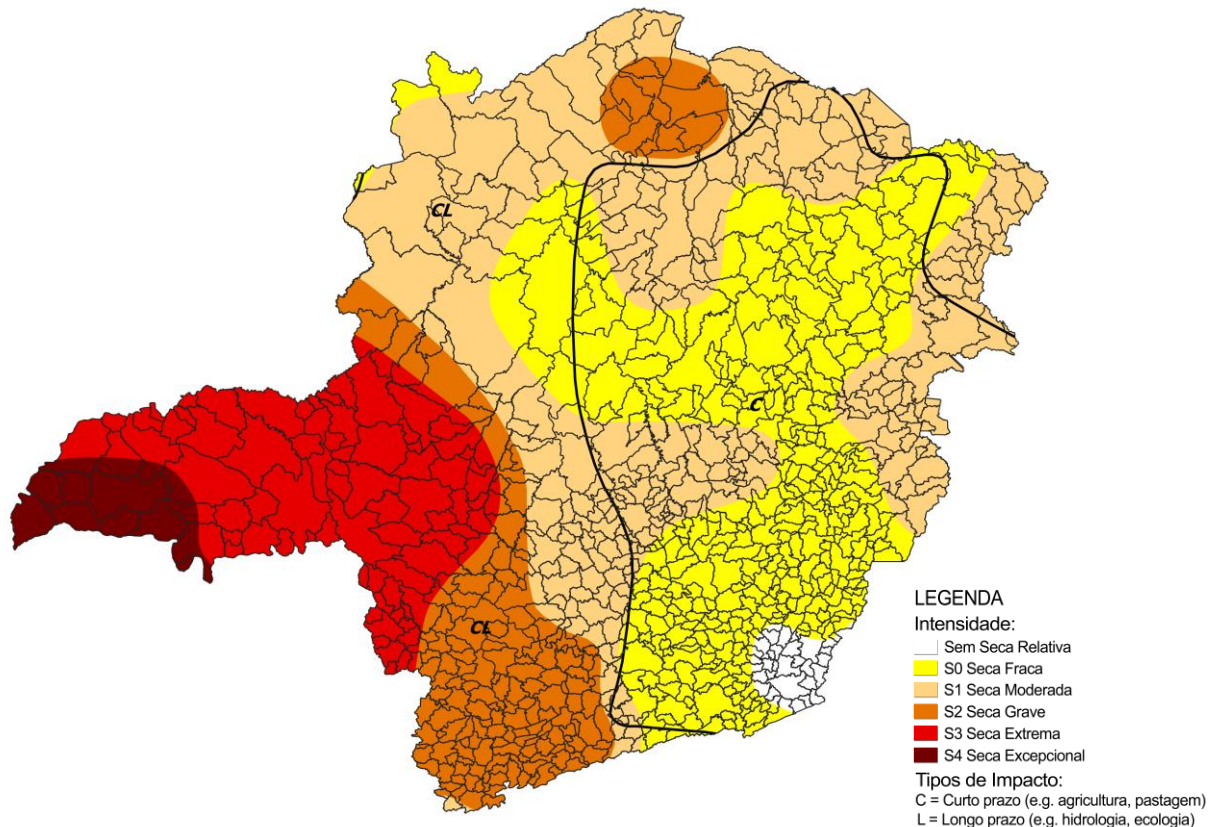 CL
C
CL
LEGENDA
Intensidade:
Sem Seca Relativa
S0 Seca Fraca
S1 Seca Moderada
S2 Seca Grave
S3 Seca Extrema
S4 Seca Excepcional
Tipos de Impacto:
C = Curto prazo (e.g. agricultura, pastagem)
L = Longo prazo (e.g. hidrologia, ecologia)